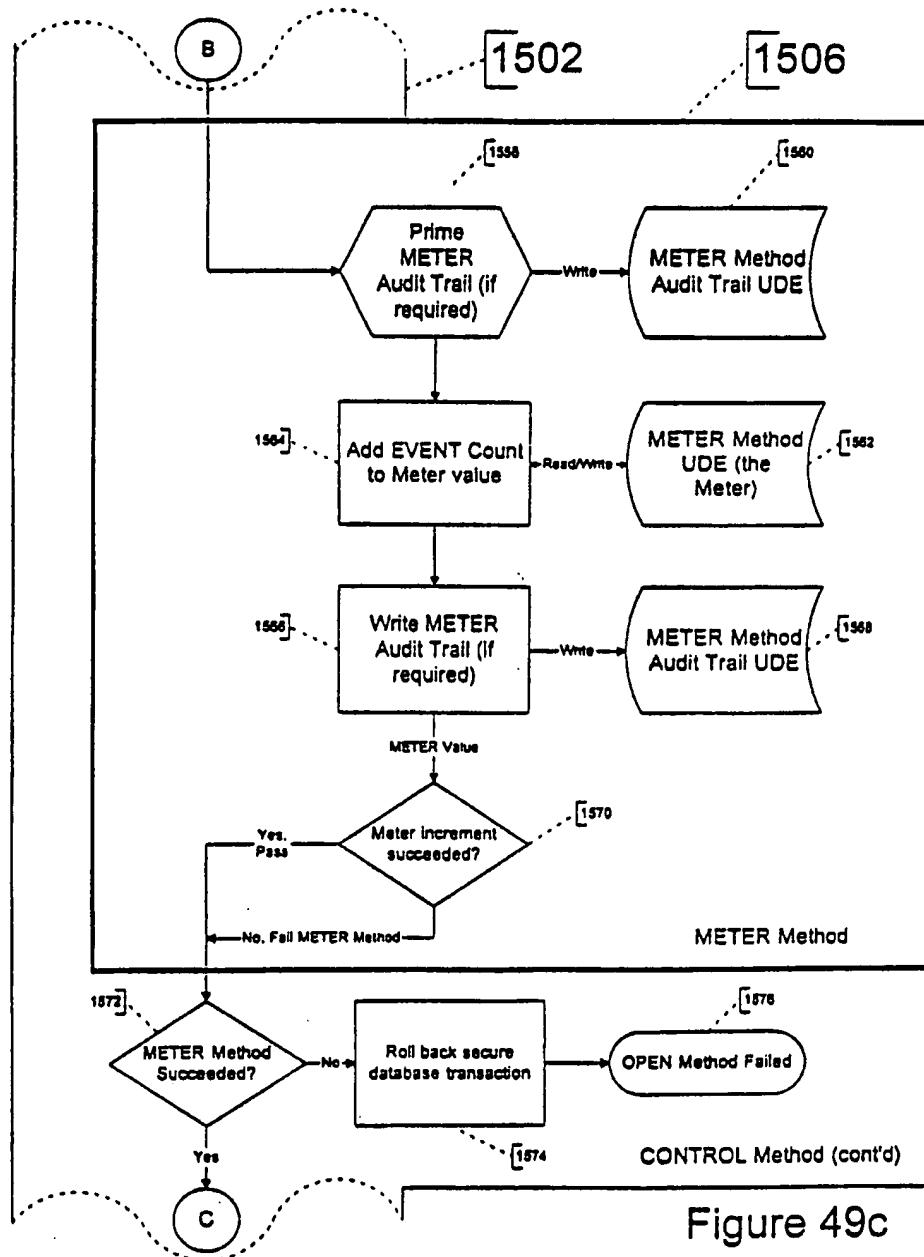 B
1502
1506
1558
1560
Prime
METER
Audit Trail (if
required)
Write
METER Method
Audit Trail UDE
1564
Add EVENT Count
to Meter value
Read/Write
METER Method
UDE (the
Meter)
1562
1566
Write METER
Audit Trail (if
required)
Write
METER Method
Audit Trail UDE
1568
METER Value
Meter increment
succeeded?
1570
Yes,
Pass
No, Fail METER Method
METER Method
1572
METER Method
Succeeded?
No
Roll back secure
database transaction
1576
OPEN Method Failed
Yes
1574
CONTROL Method (cont'd)
C
Figure 49c